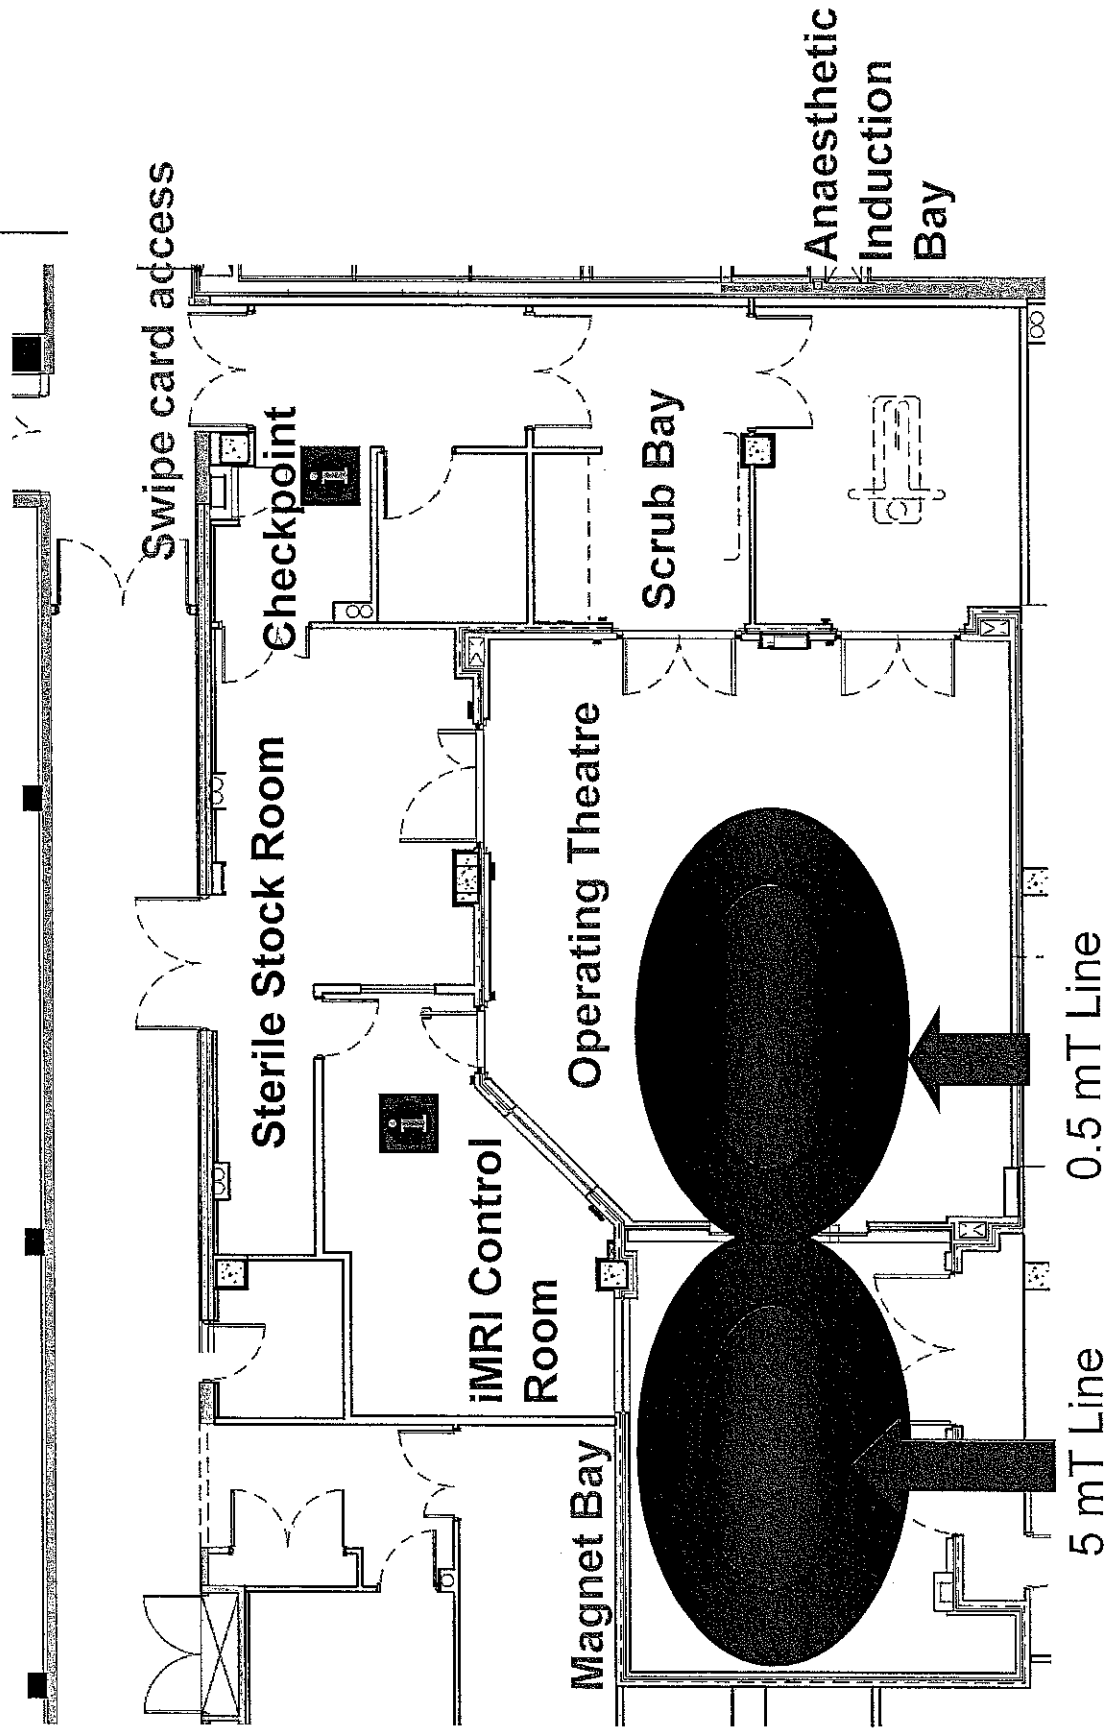 Swipe card access
Checkpoint
i
Sterile Stock Room
i
iMRI Control
Room
Scrub Bay
Anaesthetic
Induction
Bay
Operating Theatre
Magnet Bay
5 mT Line
0.5 mT Line